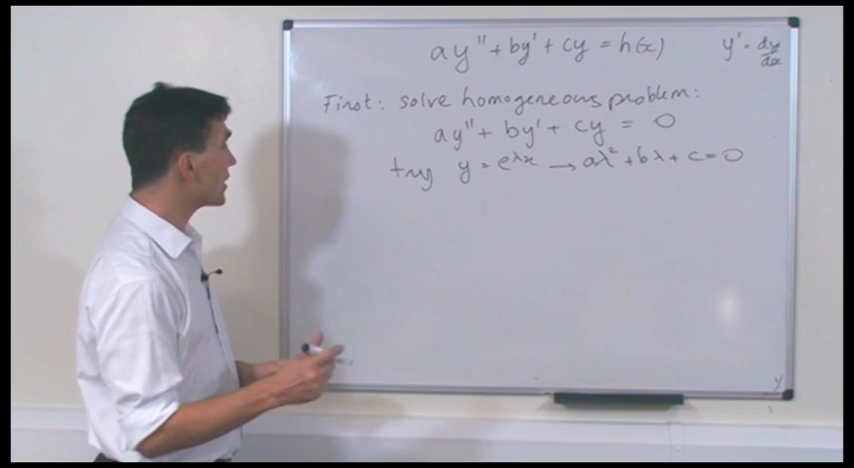 ay" + by' + cy = h(x) y' = dy/dx
First: solve homogeneous problem:
ay" + by' + cy = 0
try y = e^λx → aλ² + bλ + c = 0